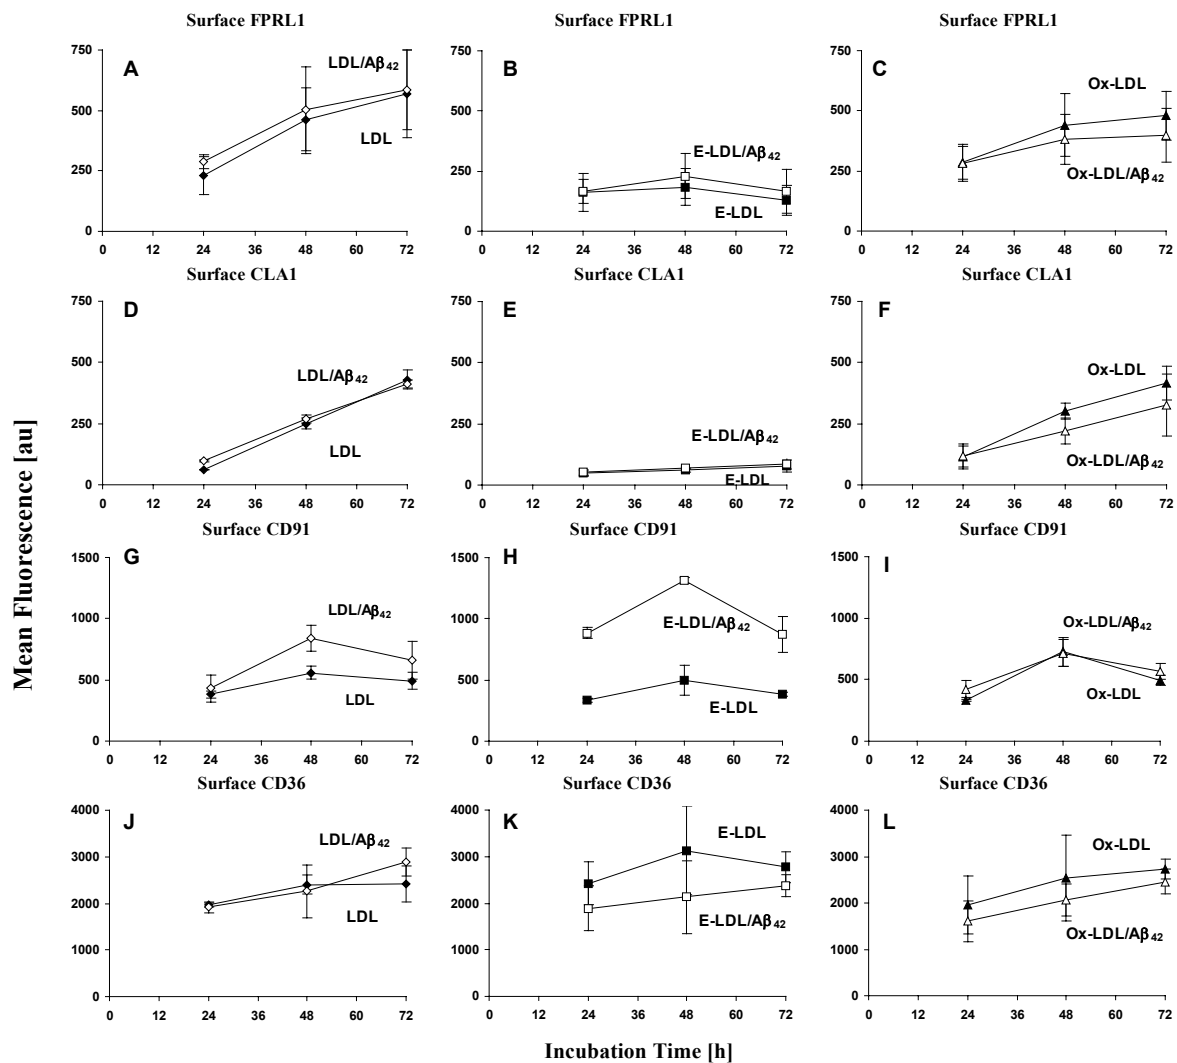 Surface FPRL1 Surface FPRL1 Surface FPRL1
A
750
500
250
0
0 12 24 36 48 60 72
LDL/Aβ42
LDL
B
750
500
250
0
0 12 24 36 48 60 72
E-LDL/Aβ42
E-LDL
C
750
500
250
0
0 12 24 36 48 60 72
Ox-LDL
Ox-LDL/Aβ42
Surface CLA1 Surface CLA1 Surface CLA1
D
750
500
250
0
0 12 24 36 48 60 72
LDL/Aβ42
LDL
E
750
500
250
0
0 12 24 36 48 60 72
E-LDL/Aβ42
E-LDL
F
750
500
250
0
0 12 24 36 48 60 72
Ox-LDL
Ox-LDL/Aβ42
Surface CD91 Surface CD91 Surface CD91
G
1500
1000
500
0
0 12 24 36 48 60 72
LDL/Aβ42
LDL
H
1500
1000
500
0
0 12 24 36 48 60 72
E-LDL/Aβ42
E-LDL
I
1500
1000
500
0
0 12 24 36 48 60 72
Ox-LDL/Aβ42
Ox-LDL
Surface CD36 Surface CD36 Surface CD36
J
4000
3000
2000
1000
0
0 12 24 36 48 60 72
LDL/Aβ42
LDL
K
4000
3000
2000
1000
0
0 12 24 36 48 60 72
E-LDL
E-LDL/Aβ42
L
4000
3000
2000
1000
0
0 12 24 36 48 60 72
Ox-LDL
Ox-LDL/Aβ42
Mean Fluorescence [au]
Incubation Time [h]